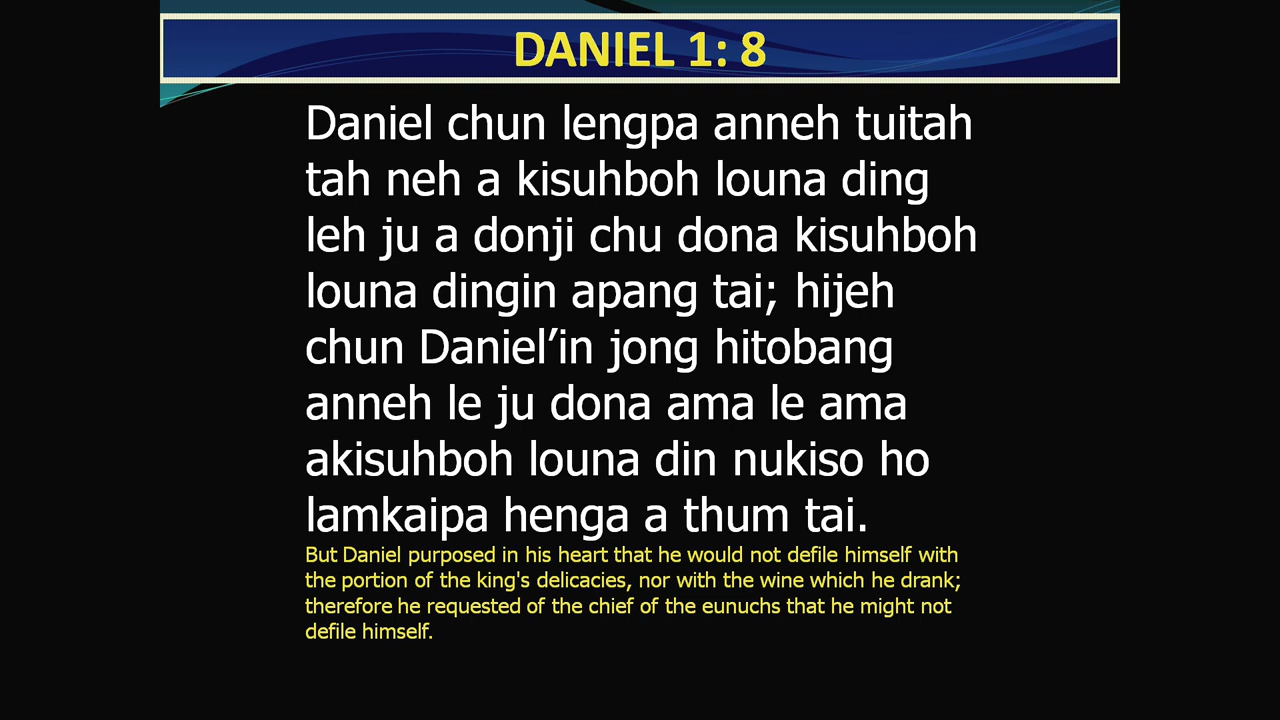 DANIEL 1: 8
Daniel chun lengpa anneh tuitah
tah neh a kisuhboh louna ding
leh ju a donji chu dona kisuhboh
louna dingin apang tai; hijeh
chun Daniel’in jong hitobang
anneh le ju dona ama le ama
akisuhboh louna din nukiso ho
lamkaipa henga a thum tai.
But Daniel purposed in his heart that he would not defile himself with
the portion of the king's delicacies, nor with the wine which he drank;
therefore he requested of the chief of the eunuchs that he might not
defile himself.